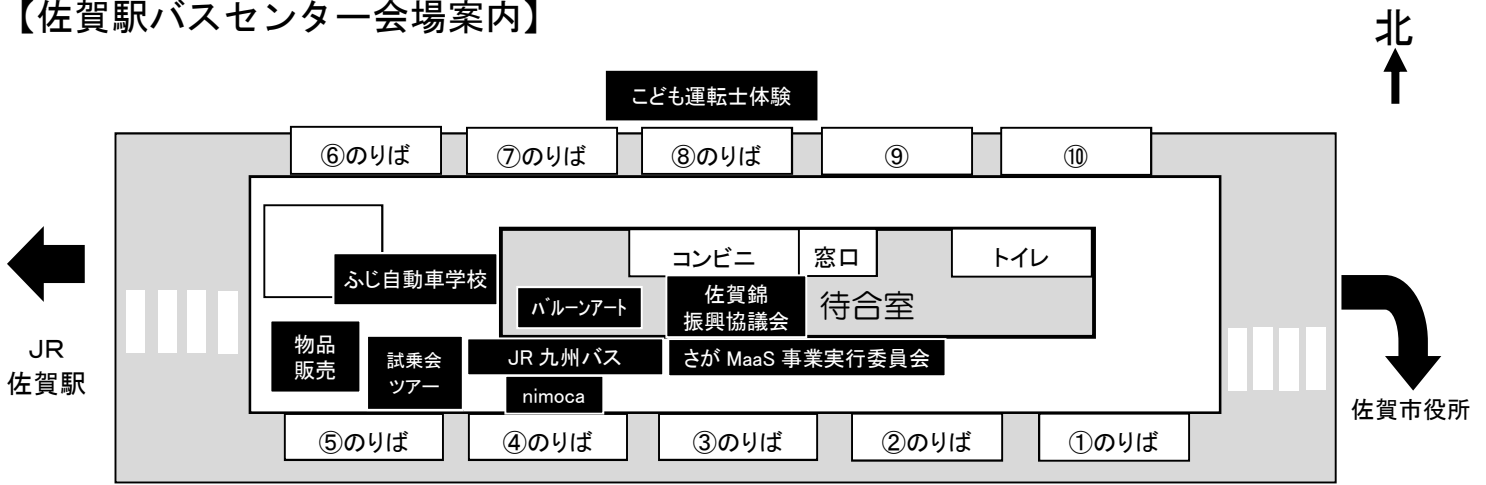 【佐賀駅バスセンター会場案内】
北
こども運転士体験
⑥のりば
⑦のりば
⑧のりば
⑨
⑩
コンビニ
窓口
トイレ
ふじ自動車学校
バルーンアート
佐賀錦
振興協議会
待合室
JR
佐賀駅
物品
販売
試乗会
ツアー
JR 九州バス
さが MaaS 事業実行委員会
nimoca
佐賀市役所
⑤のりば
④のりば
③のりば
②のりば
①のりば